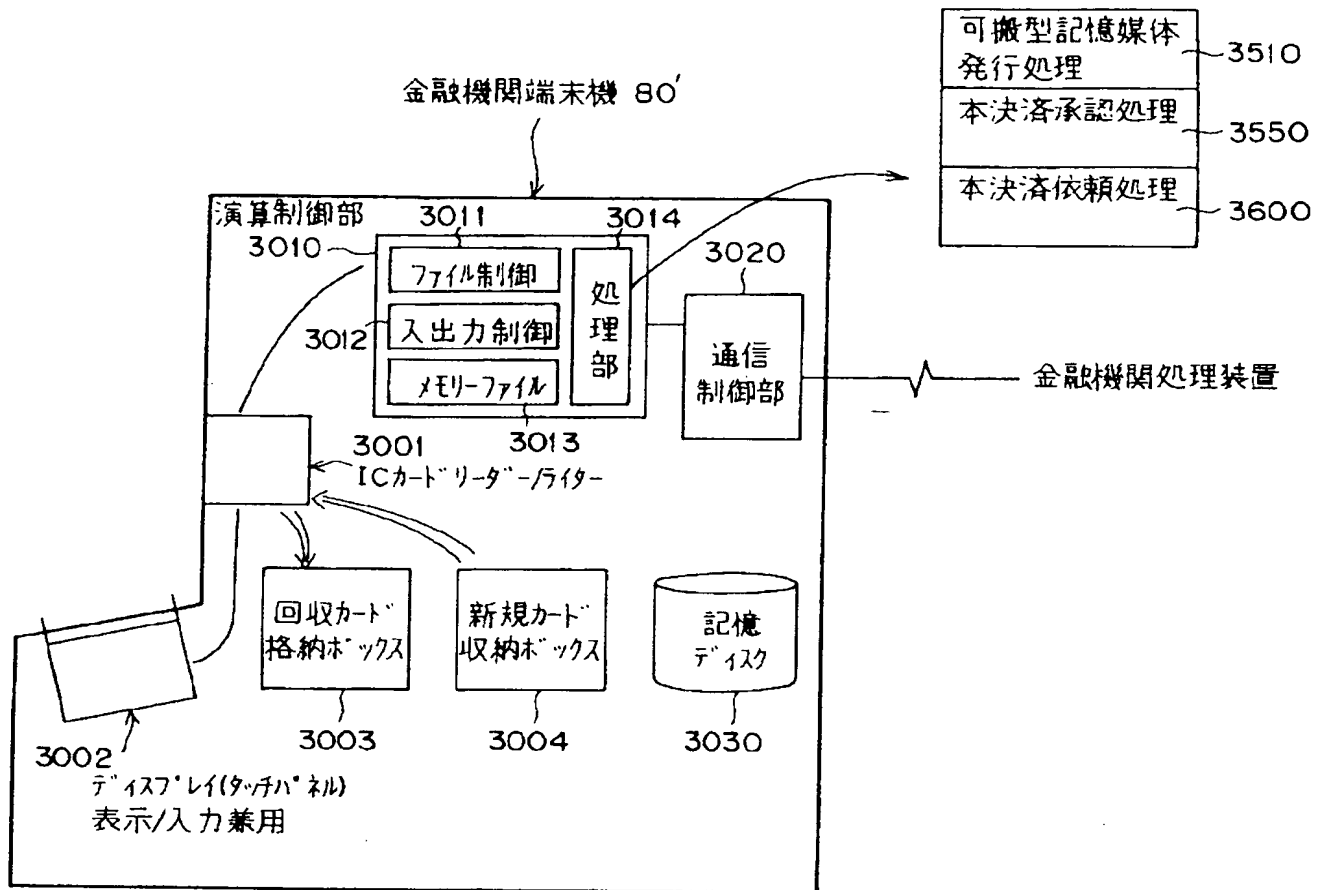 可搬型記憶媒体
発行処理
3510
本決済承認処理
3550
本決済依頼処理
3600
金融機関端末機 80′
演算制御部
3010
3011
3014
ファイル制御
3012
入出力制御
メモリーファイル
3013
処理部
3020
通信
制御部
金融機関処理装置
3001
ICカードリーダー/ライター
回収カード
格納ボックス
3003
新規カード
収納ボックス
3004
記憶
ディスク
3030
3002
ディスプレイ(タッチパネル)
表示/入力兼用